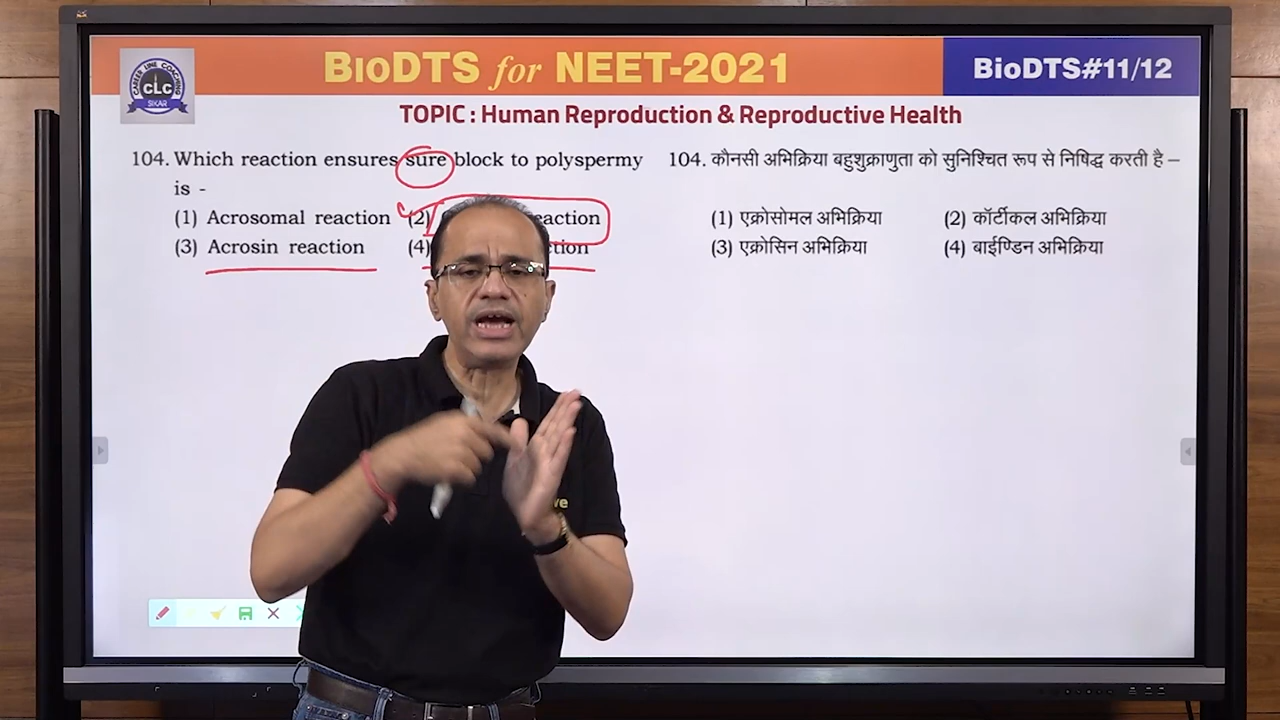 BIODTS for NEET-2021
BioDTS#11/12
CAREER LINE COACHING
CLC
SIKAR
TOPIC : Human Reproduction & Reproductive Health
104. Which reaction ensures sure block to polyspermy
is -
(1) Acrosomal reaction (2) reaction
(3) Acrosin reaction (4)
104. कौनसी अभिक्रिया बहुशुक्राणुता को सुनिश्चित रूप से निषिद्ध करती है –
(1) एक्रोसोमल अभिक्रिया (2) कॉर्टीकल अभिक्रिया
(3) एक्रोसिन अभिक्रिया (4) बाईण्डिन अभिक्रिया